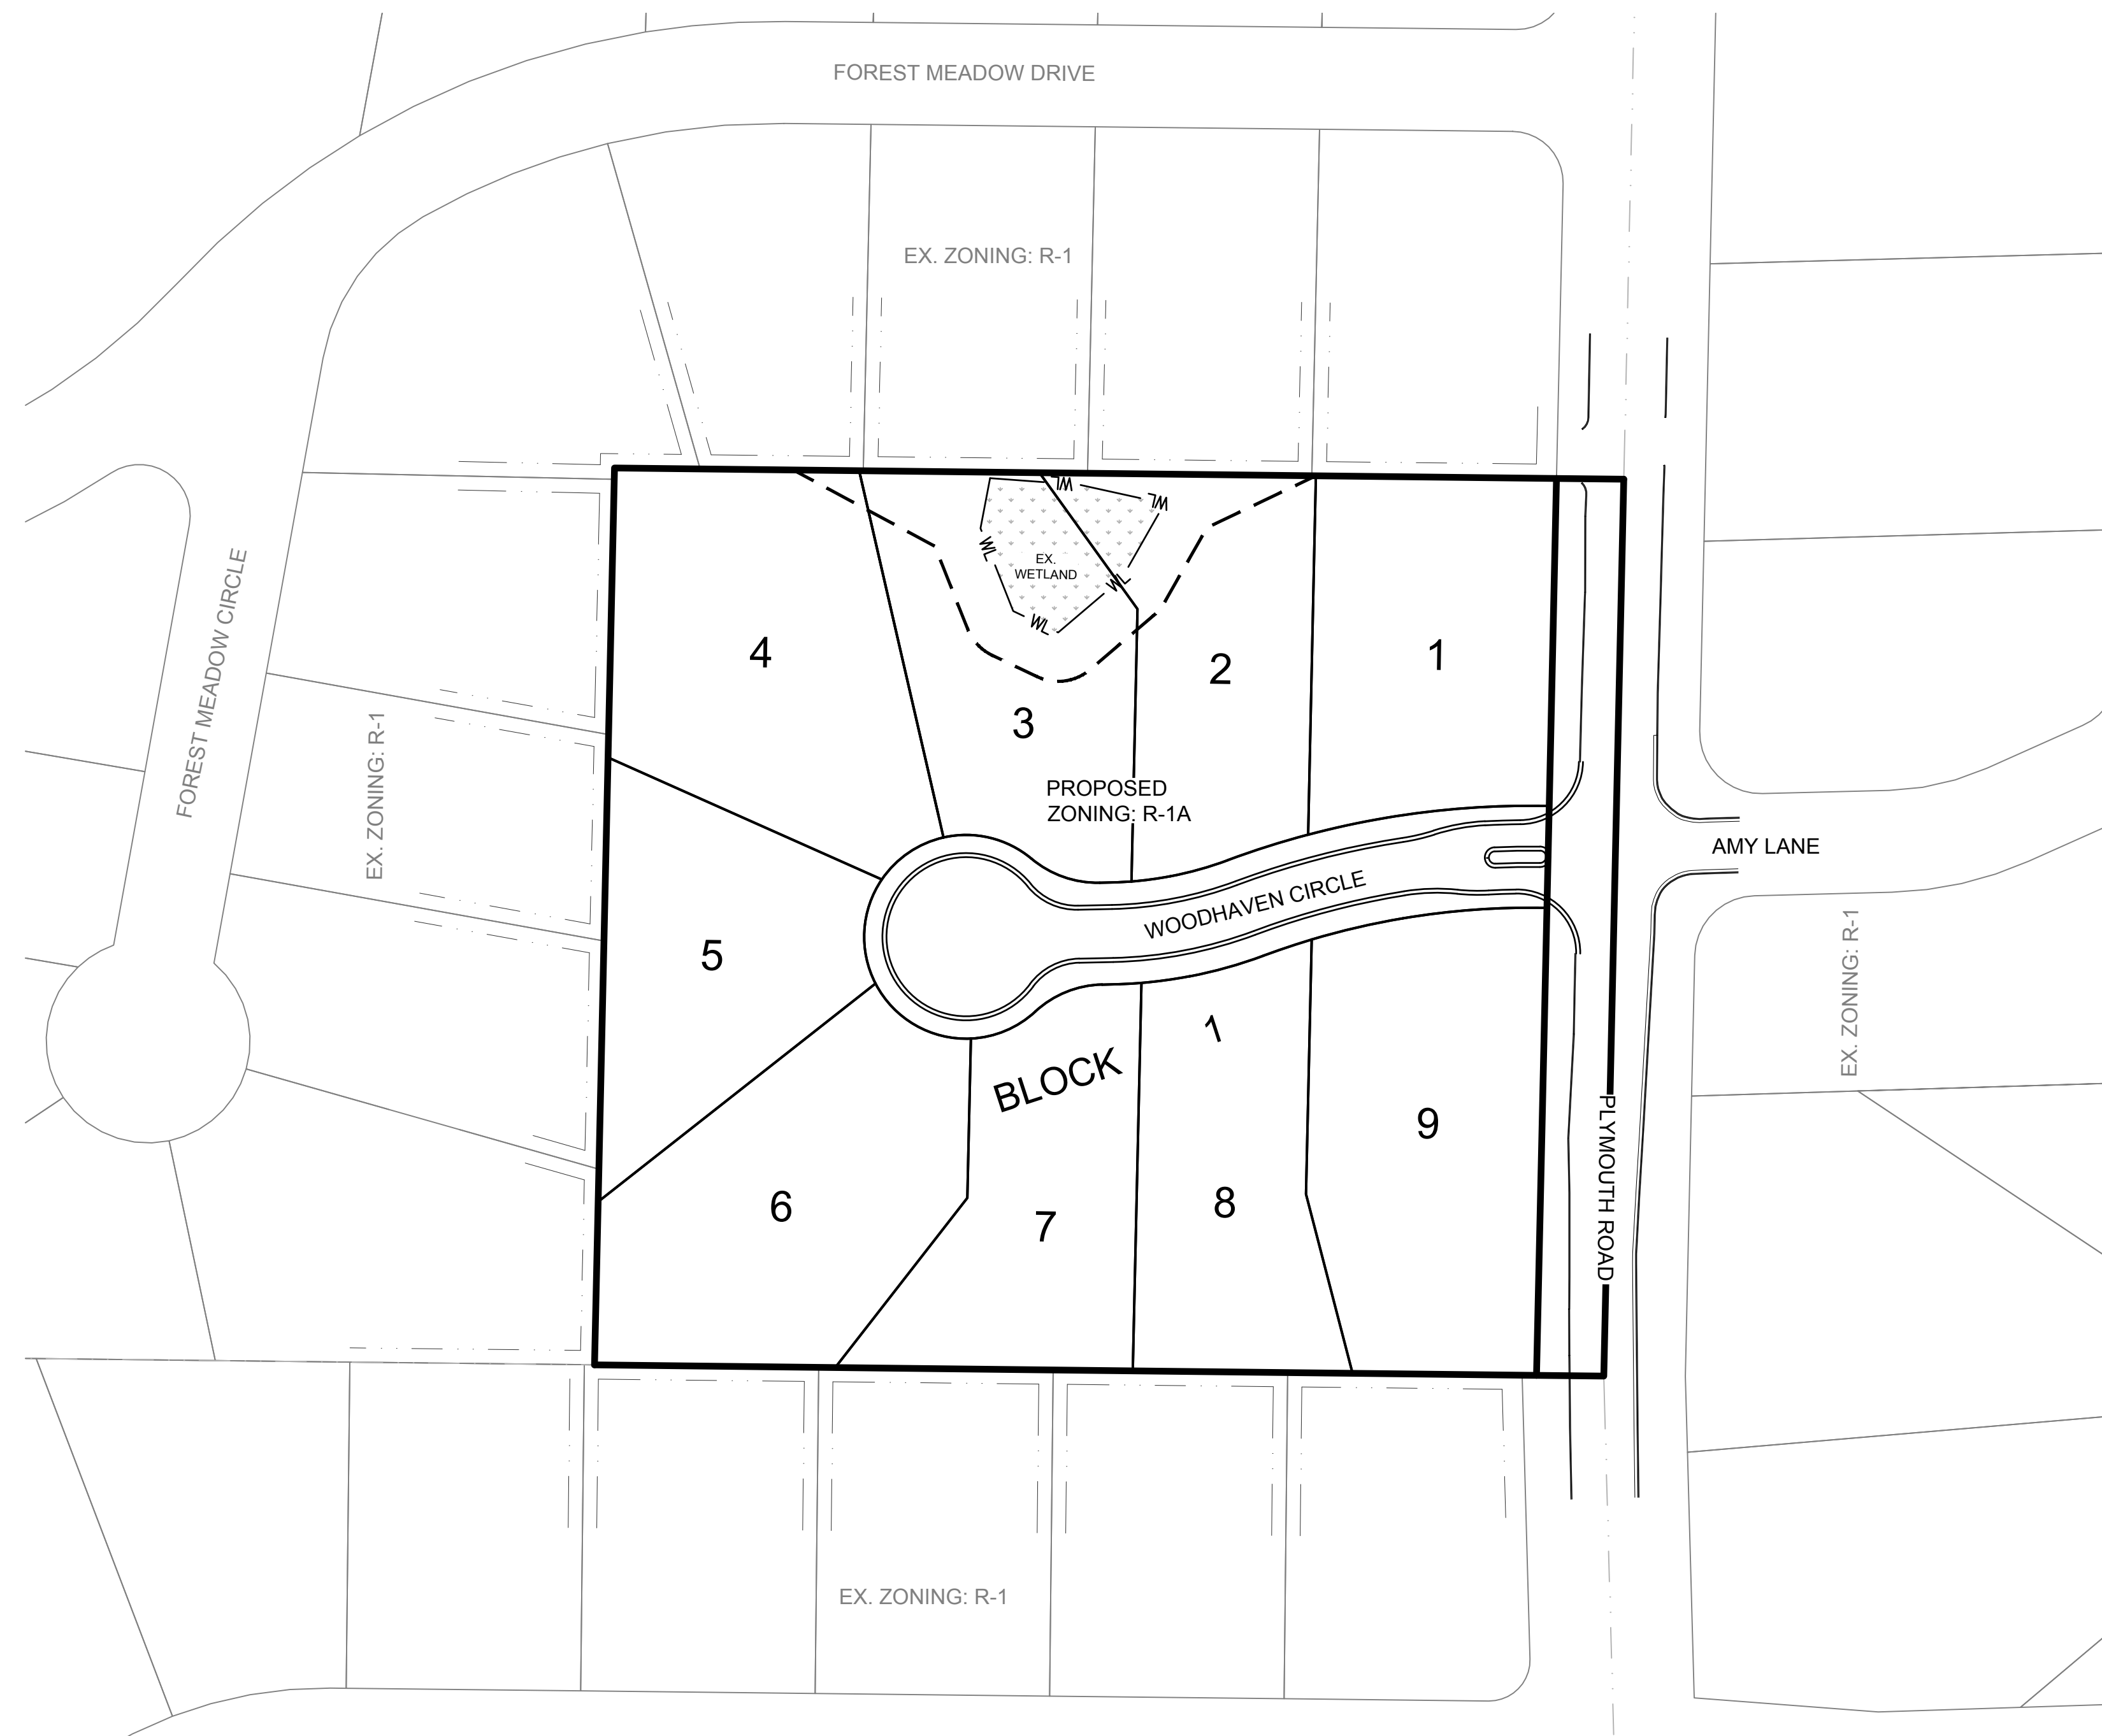 FOREST MEADOW DRIVE
EX. ZONING: R-1
WL
WL
WL
EX.
WETLAND
WL
WL
FOREST MEADOW CIRCLE
EX. ZONING: R-1
4
3
2
1
PROPOSED
ZONING: R-1A
AMY LANE
WOODHAVEN CIRCLE
5
BLOCK
1
EX. ZONING: R-1
PLYMOUTH ROAD
6
7
8
9
EX. ZONING: R-1